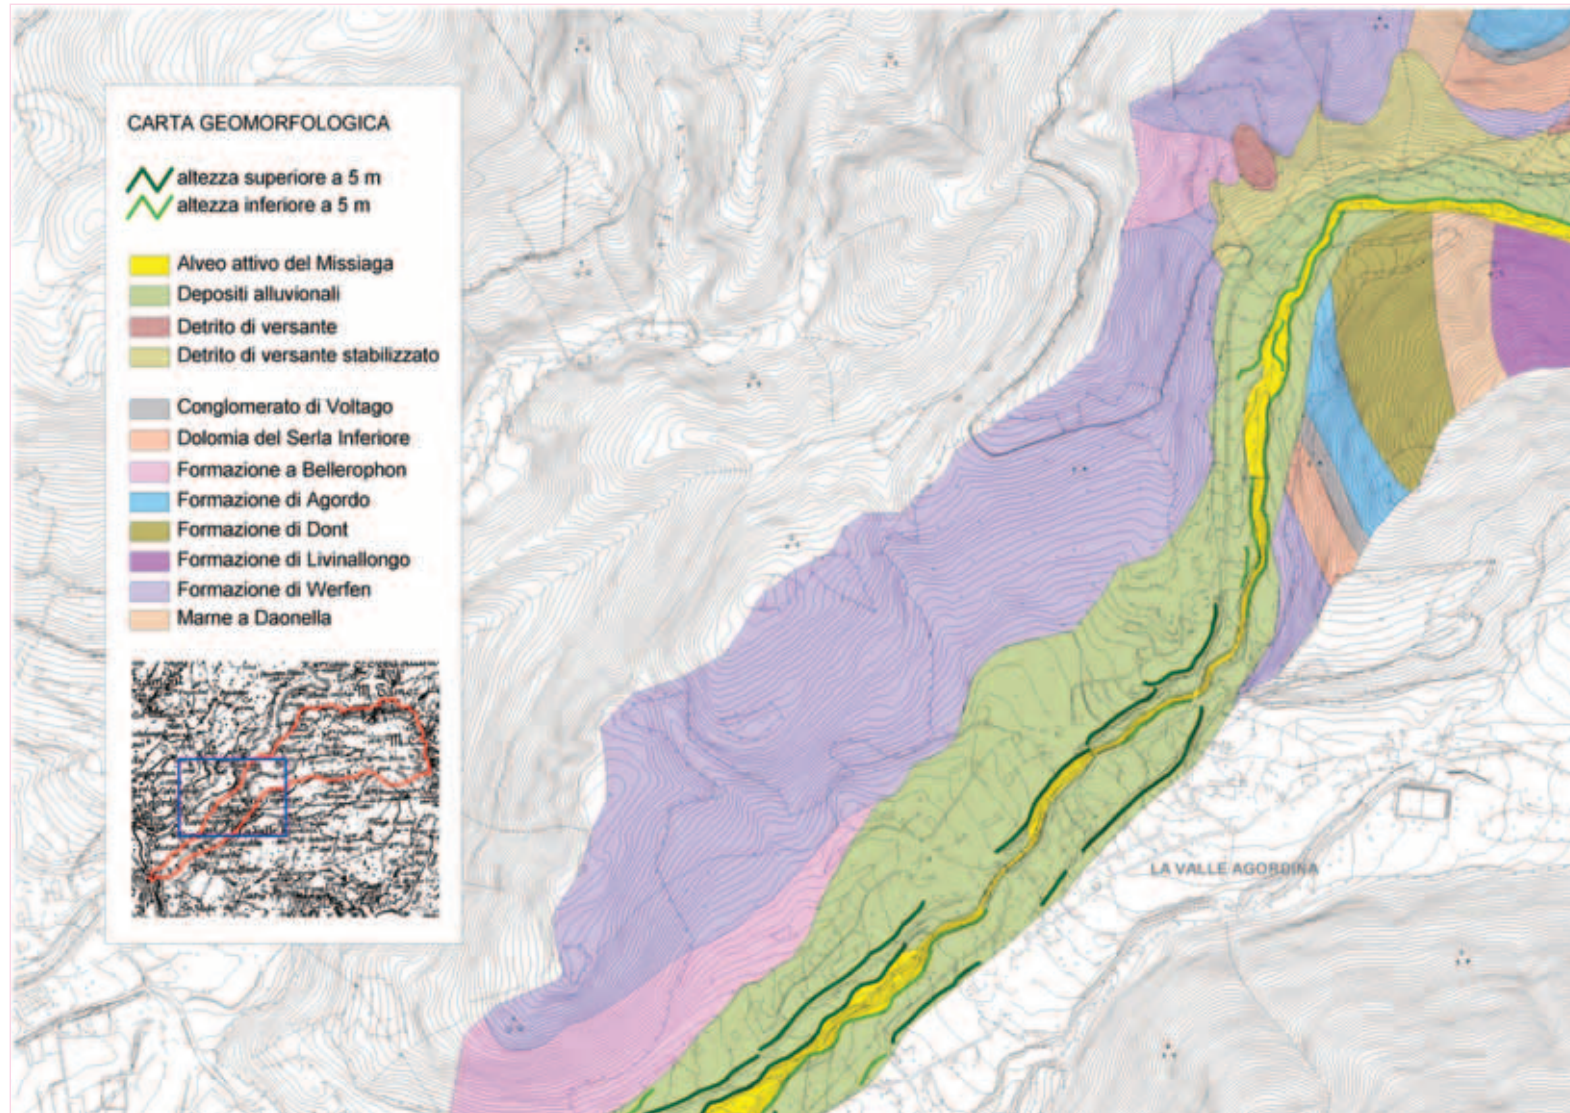 CARTA GEOMORFOLOGICA
altezza superiore a 5 m
altezza inferiore a 5 m
Alveo attivo del Missiaga
Depositi alluvionali
Detrito di versante
Detrito di versante stabilizzato
Conglomerato di Voltago
Dolomia del Serla Inferiore
Formazione a Bellerophon
Formazione di Agordo
Formazione di Dont
Formazione di Livinallongo
Formazione di Werfen
Marne a Daonella
LA VALLE AGORDINA